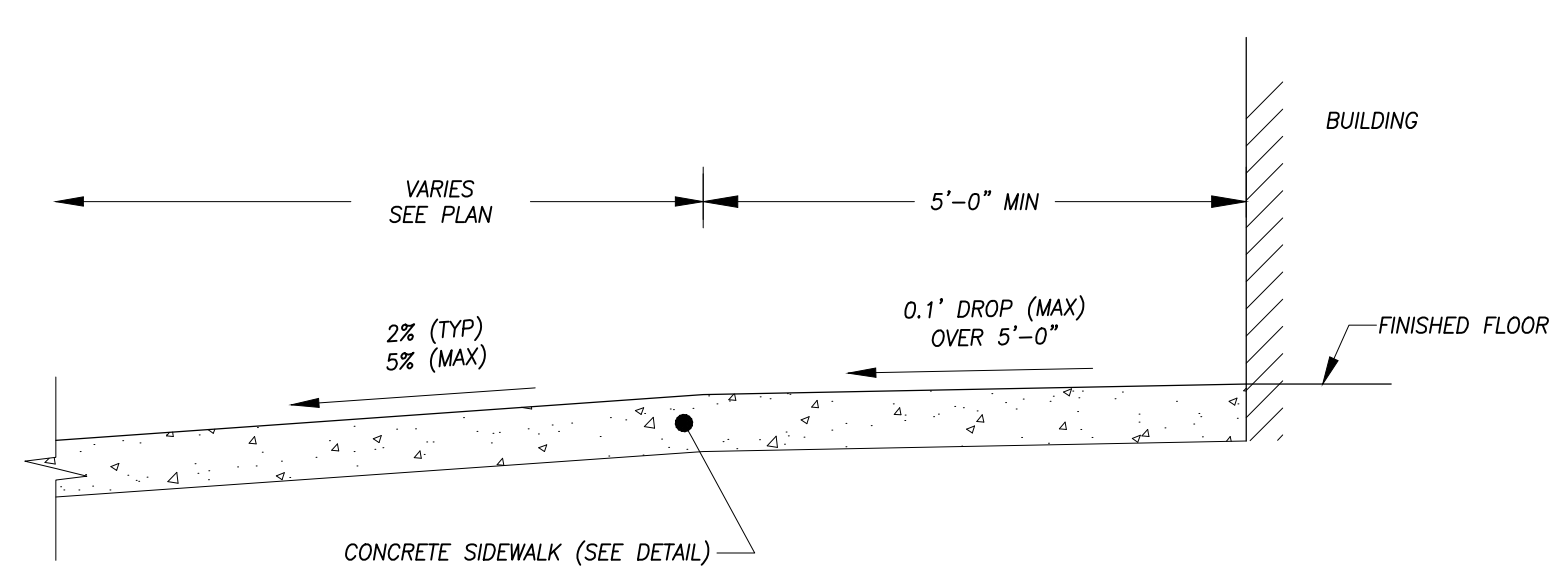 BUILDING
VARIES
SEE PLAN
5'-0" MIN
0.1' DROP (MAX)
OVER 5'-0"
2% (TYP)
5% (MAX)
FINISHED FLOOR
CONCRETE SIDEWALK (SEE DETAIL)